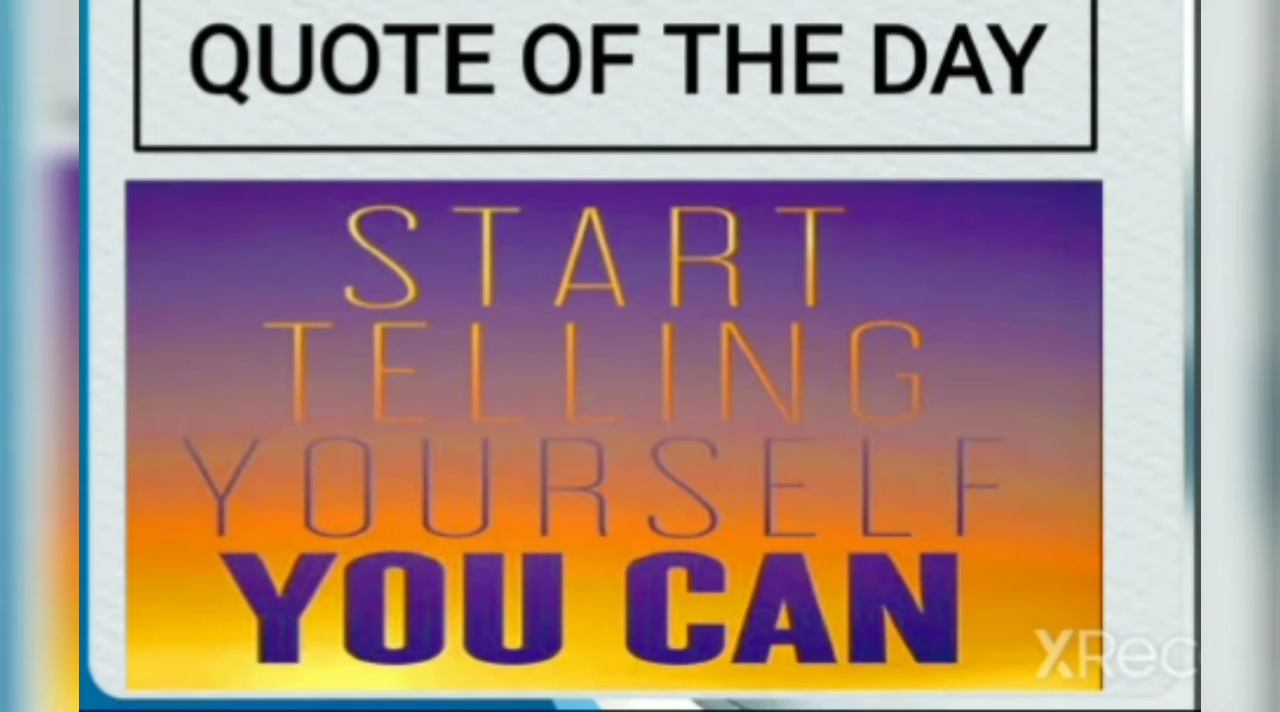 QUOTE OF THE DAY
START
TELLING
YOURSELF
YOU CAN
XRec